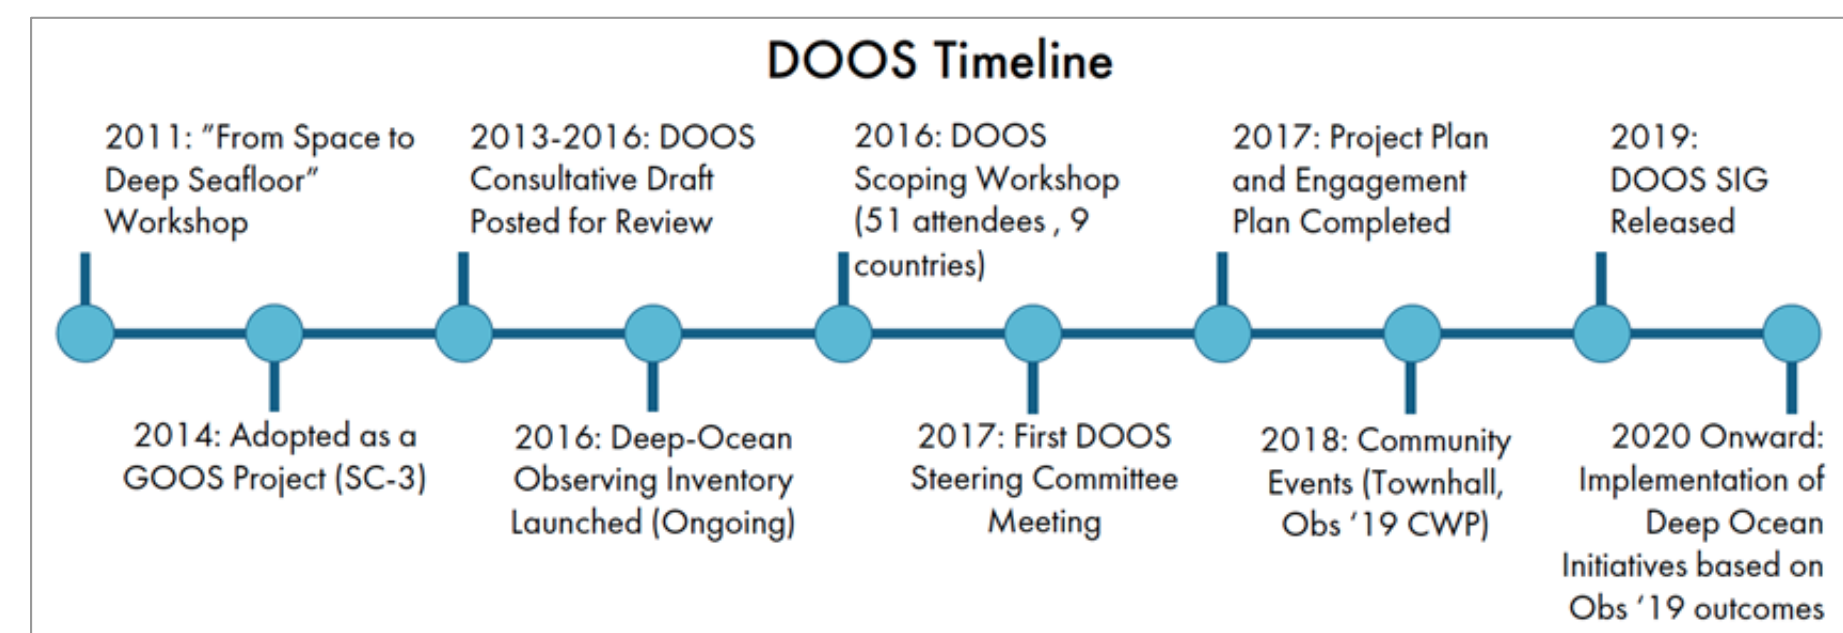 DOOS Timeline
2011: "From Space to
Deep Seafloor"
Workshop
2013-2016: DOOS
Consultative Draft
Posted for Review
2016: DOOS
Scoping Workshop
(51 attendees , 9
countries)
2017: Project Plan
and Engagement
Plan Completed
2019:
DOOS SIG
Released
2014: Adopted as a
GOOS Project (SC-3)
2016: Deep-Ocean
Observing Inventory
Launched (Ongoing)
2017: First DOOS
Steering Committee
Meeting
2018: Community
Events (Townhall,
Obs '19 CWP)
2020 Onward:
Implementation of
Deep Ocean
Initiatives based on
Obs '19 outcomes